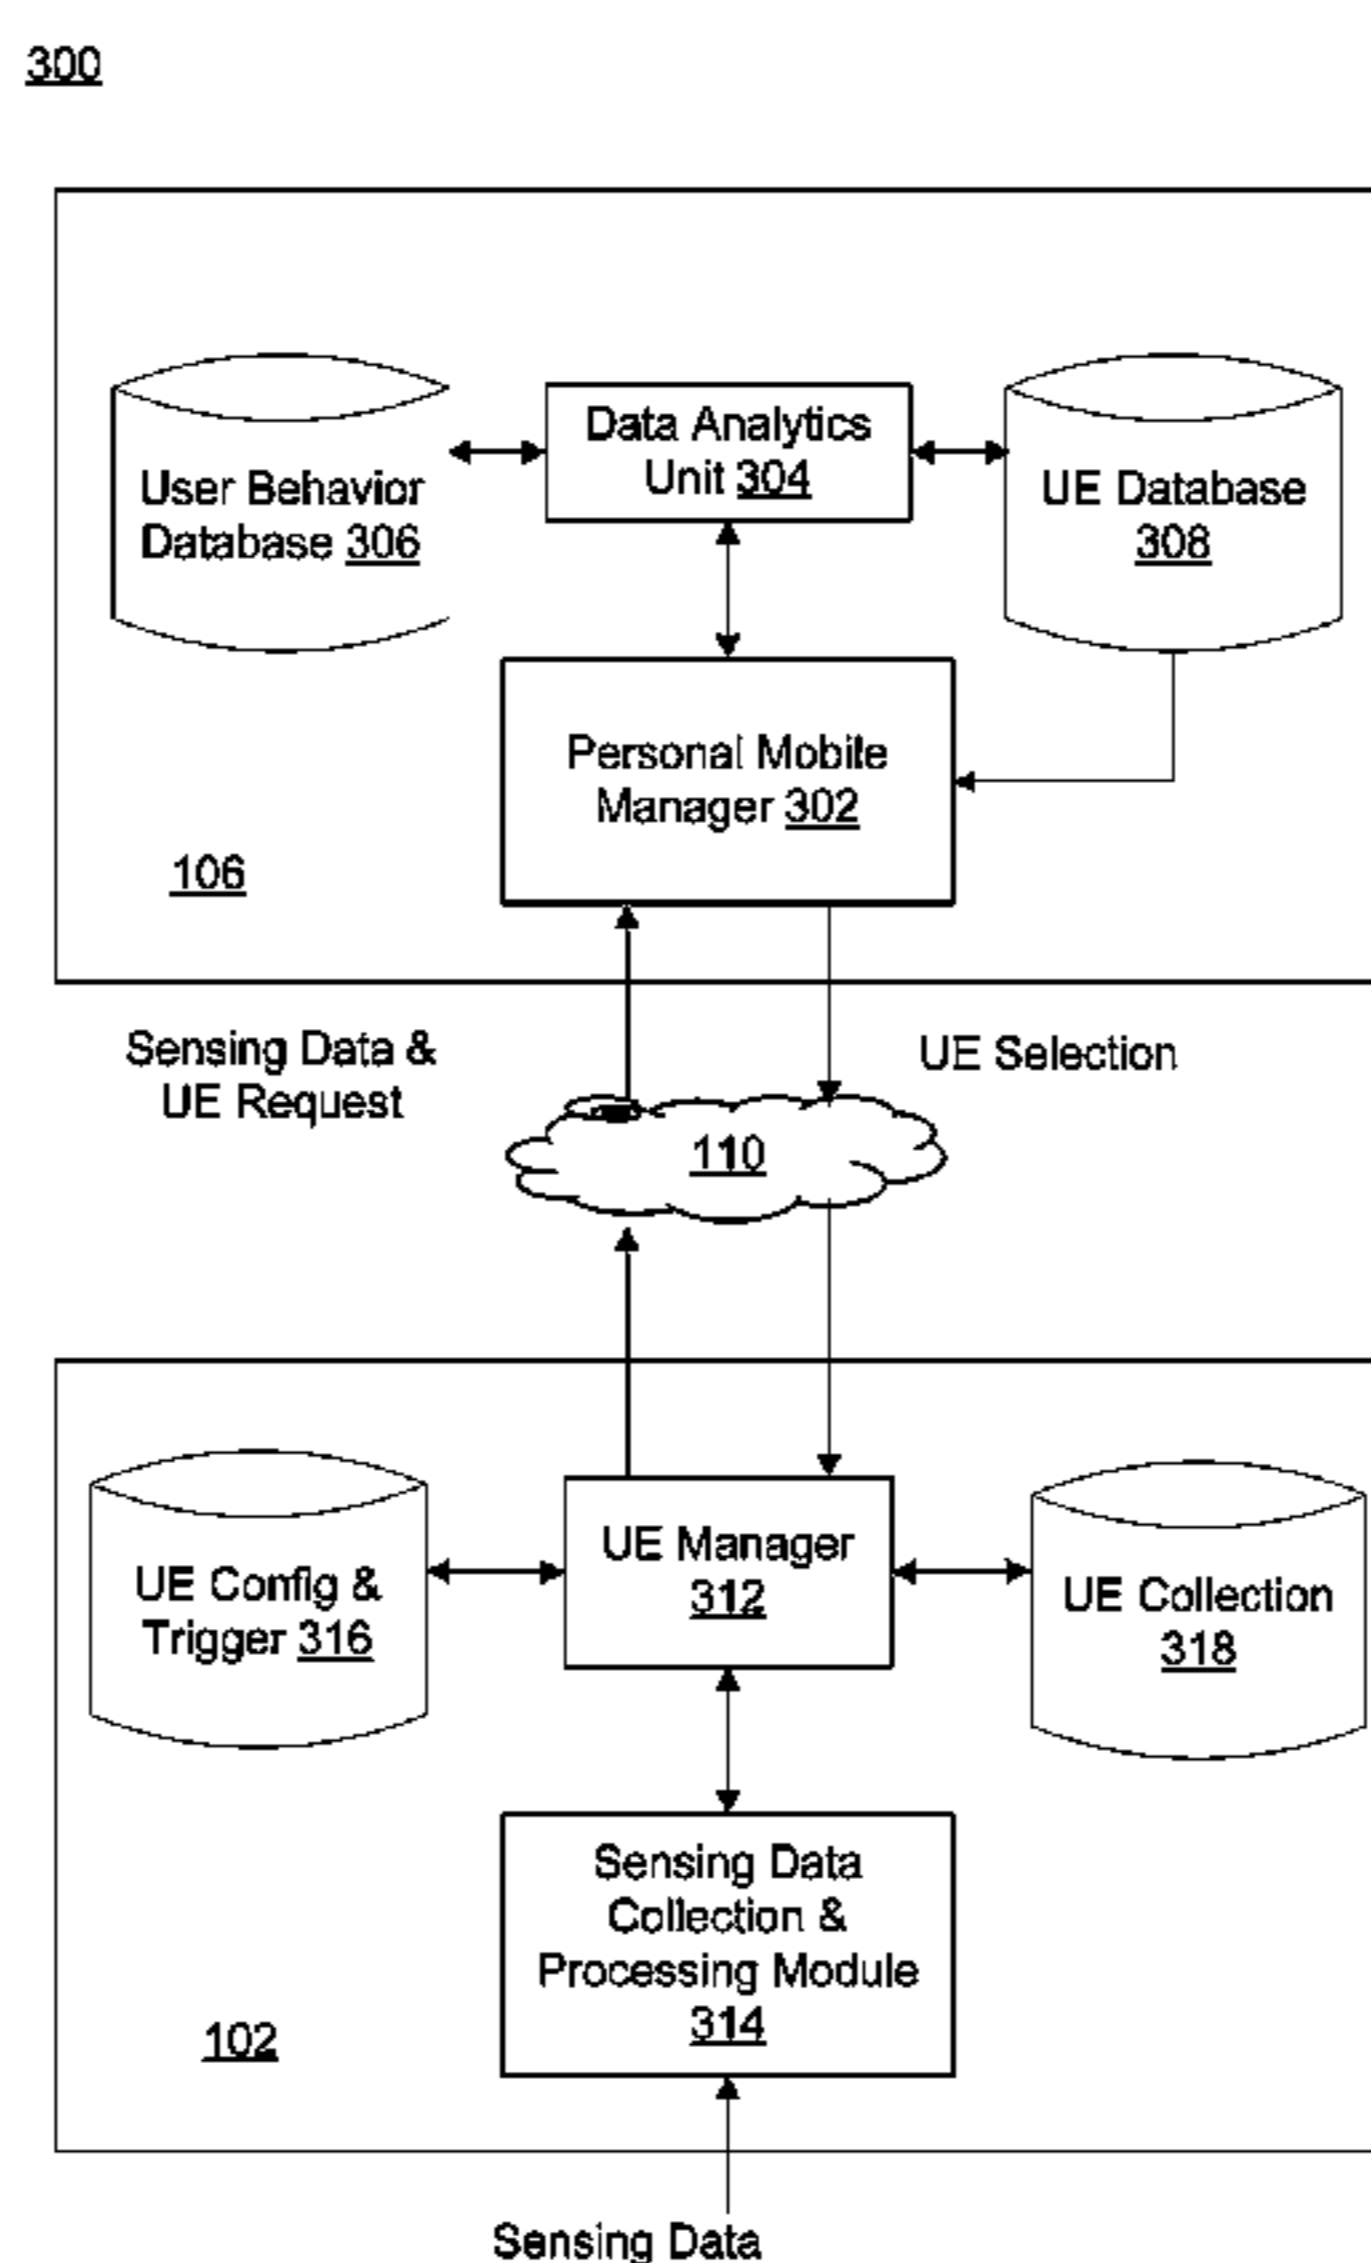 300
User Behavior
Database 306
Data Analytics
Unit 304
UE Database
308
Personal Mobile
Manager 302
106
Sensing Data &
UE Request
UE Selection
110
UE Config &
Trigger 316
UE Manager
312
UE Collection
318
Sensing Data
Collection &
Processing Module
314
102
Sensing Data